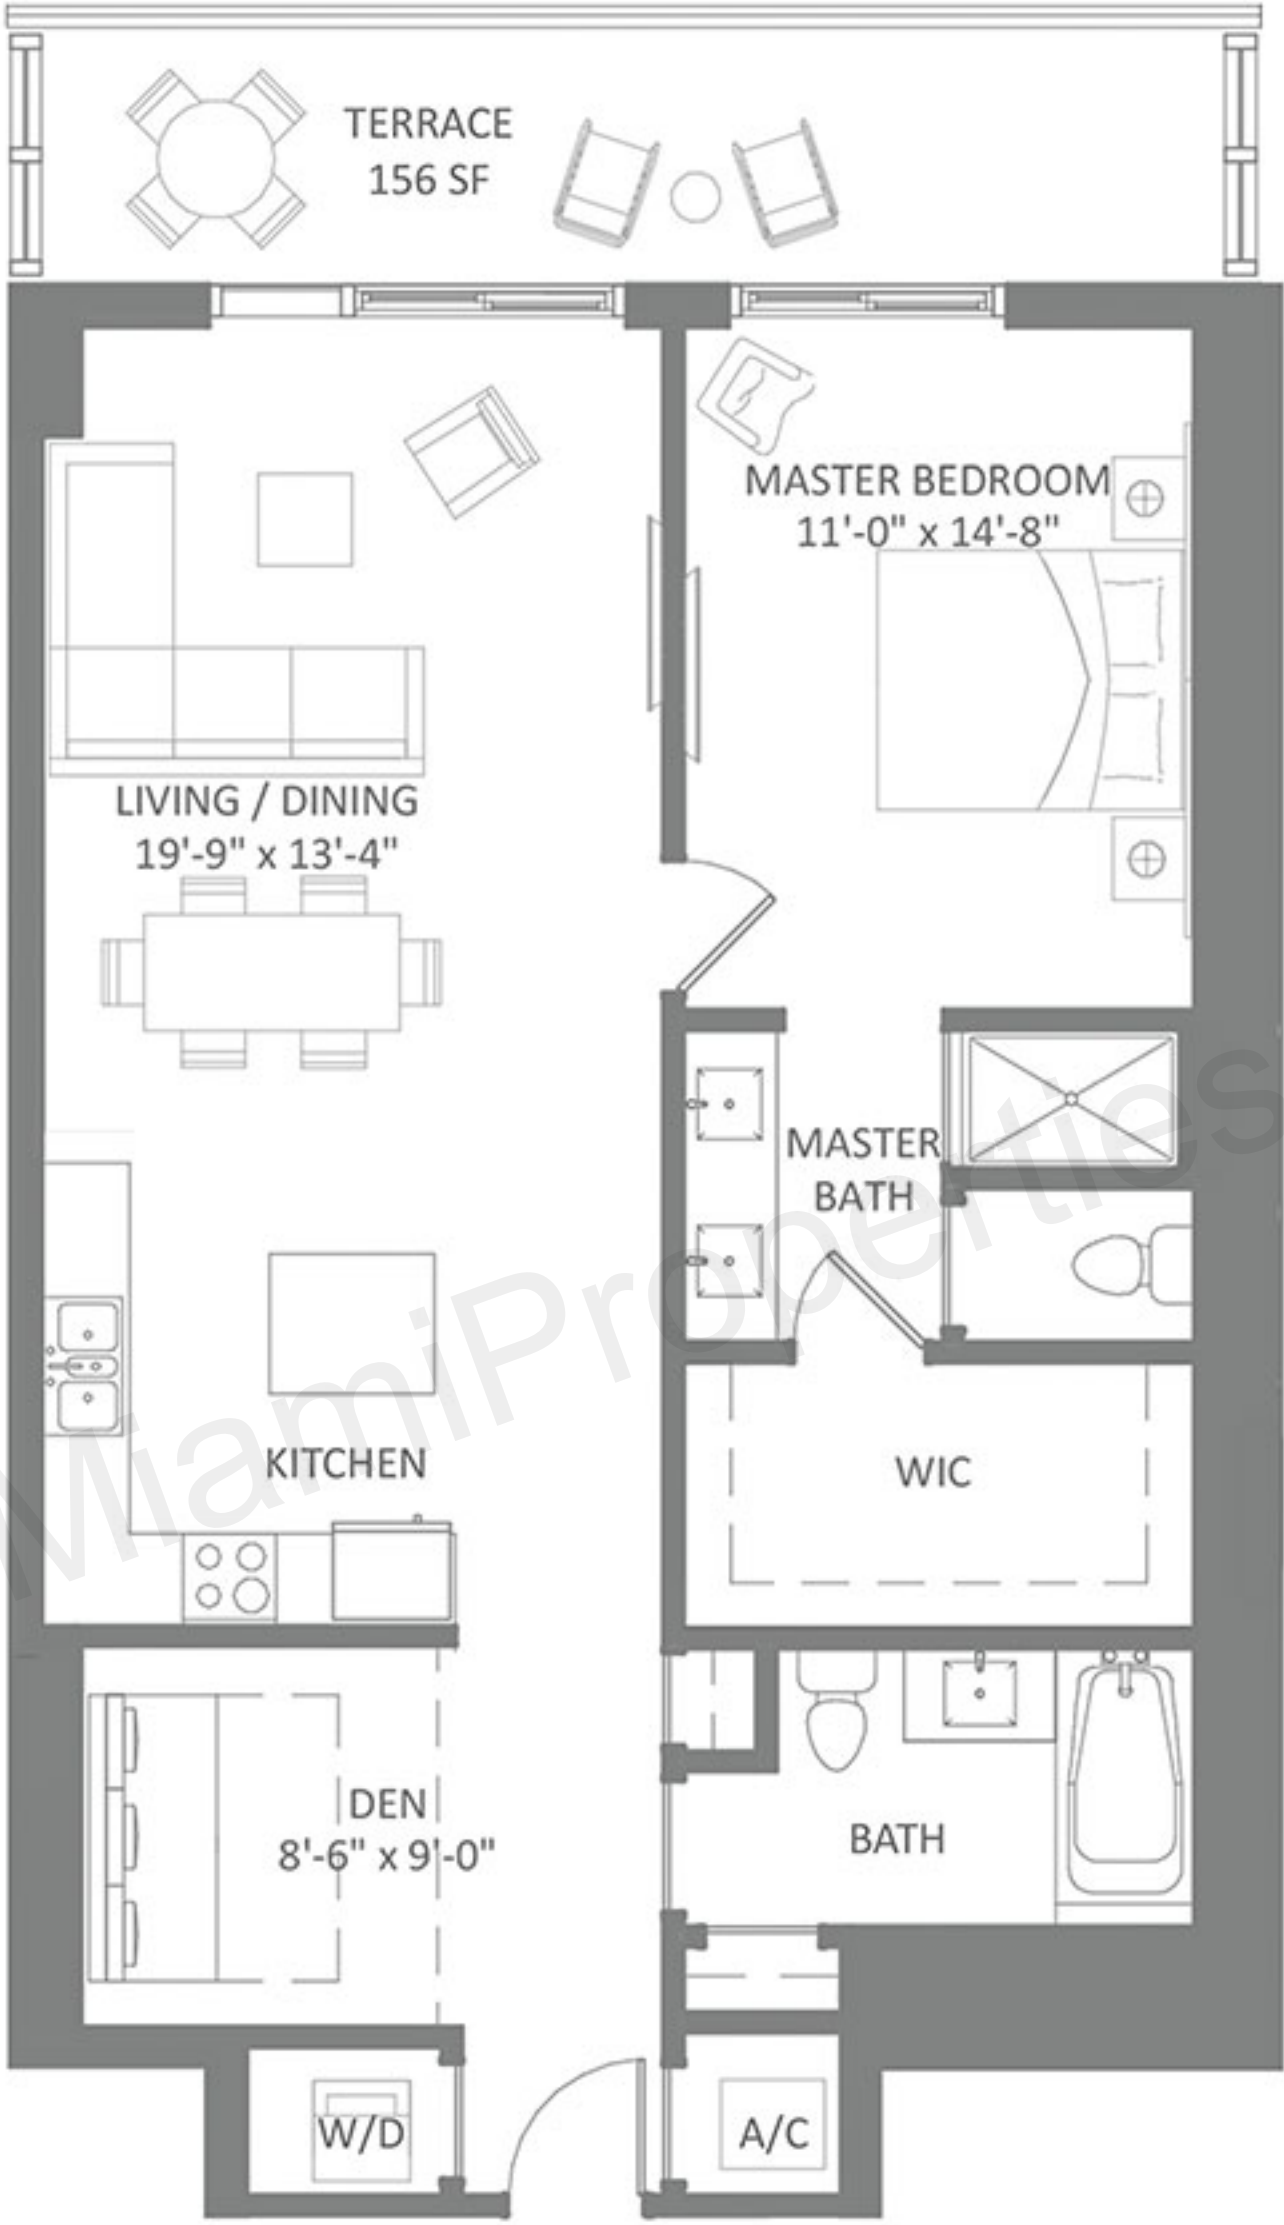 TERRACE
156 SF
MASTER BEDROOM
11'-0" x 14'-8"
LIVING / DINING
19'-9" x 13'-4"
MASTER
BATH
MiamiProperties
KITCHEN
WIC
DEN
8'-6" x 9'-0"
BATH
W/D
A/C